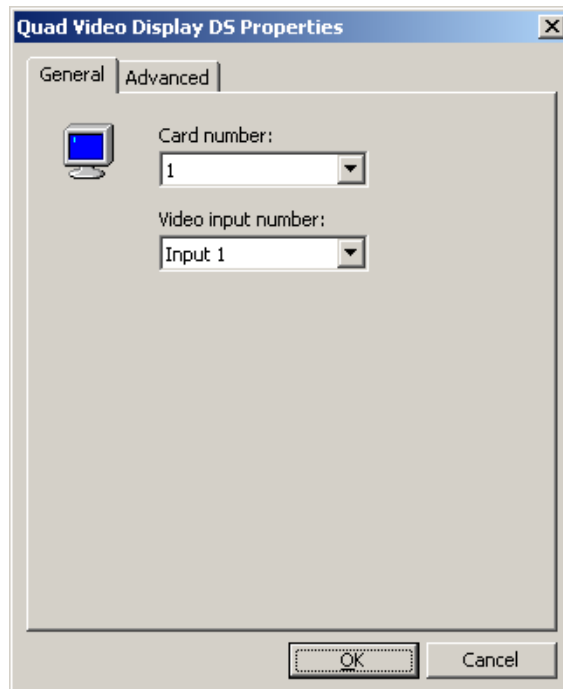 Quad Video Display DS Properties
General
Advanced
Card number:
1
Video input number:
Input 1
OK
Cancel